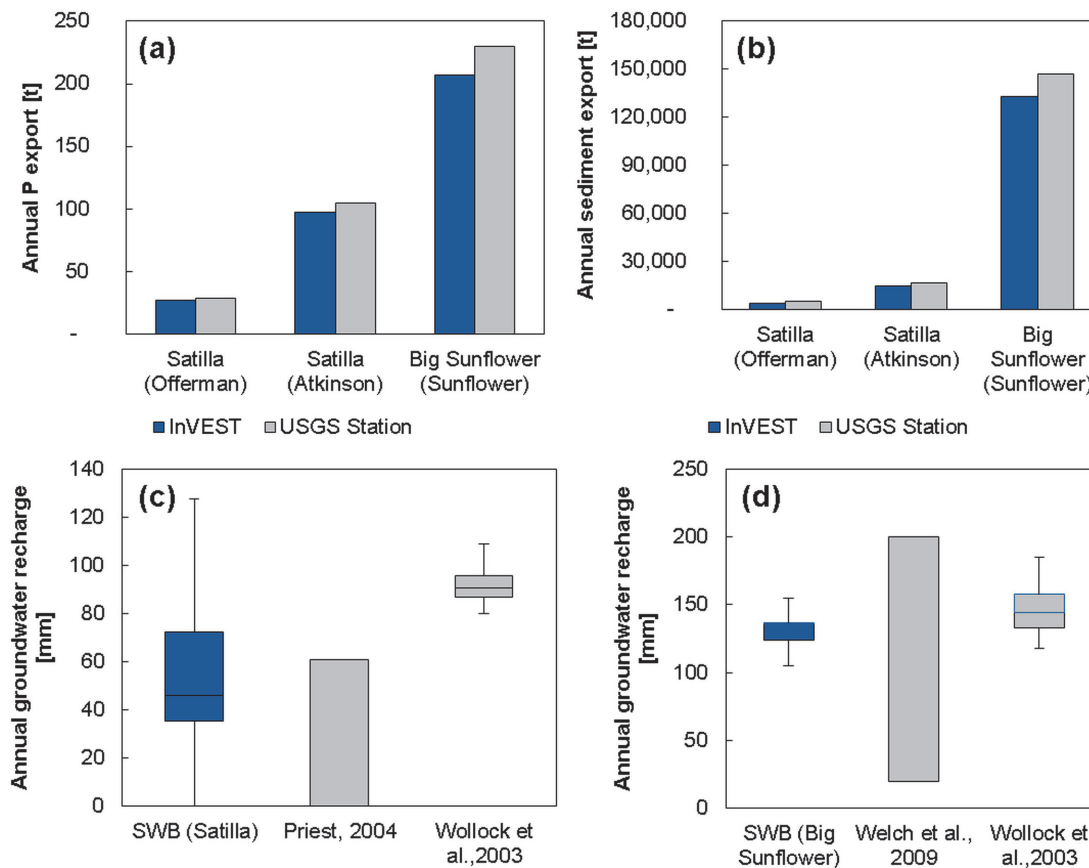 (a)
Annual P export [t]
250
200
150
100
50
-
Satilla
(Offerman)
Satilla
(Atkinson)
Big Sunflower
(Sunflower)
InVEST
USGS Station
(b)
Annual sediment export [t]
180,000
150,000
120,000
90,000
60,000
30,000
-
Satilla
(Offerman)
Satilla
(Atkinson)
Big
Sunflower
(Sunflower)
InVEST
USGS Station
(c)
Annual groundwater recharge
[mm]
140
120
100
80
60
40
20
0
SWB (Satilla)
Priest, 2004
Wollock et
al.,2003
(d)
Annual groundwater recharge
[mm]
250
200
150
100
50
0
SWB (Big
Sunflower)
Welch et al.,
2009
Wollock et
al.,2003